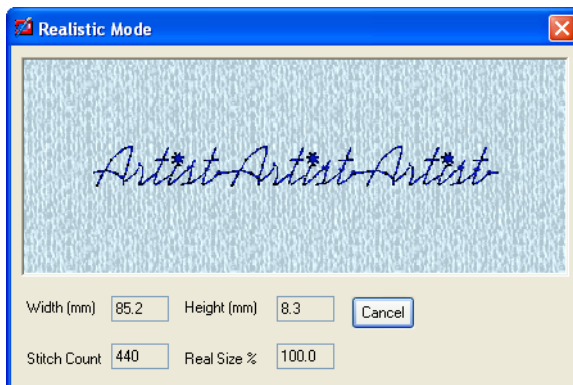 Realistic Mode
Artist Artist Artist
Width (mm) 85.2 Height (mm) 8.3 Cancel
Stitch Count 440 Real Size % 100.0